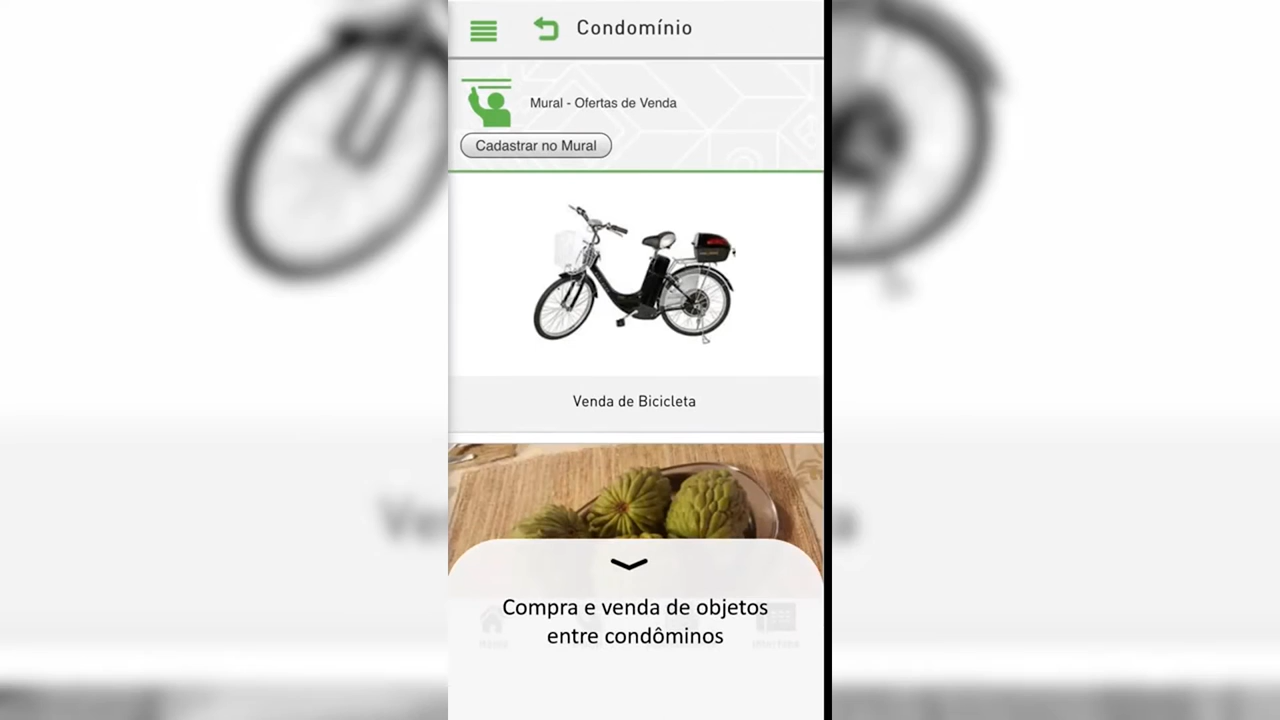 Condomínio
Mural - Ofertas de Venda
Cadastrar no Mural
Venda de Bicicleta
Compra e venda de objetos
entre condôminos